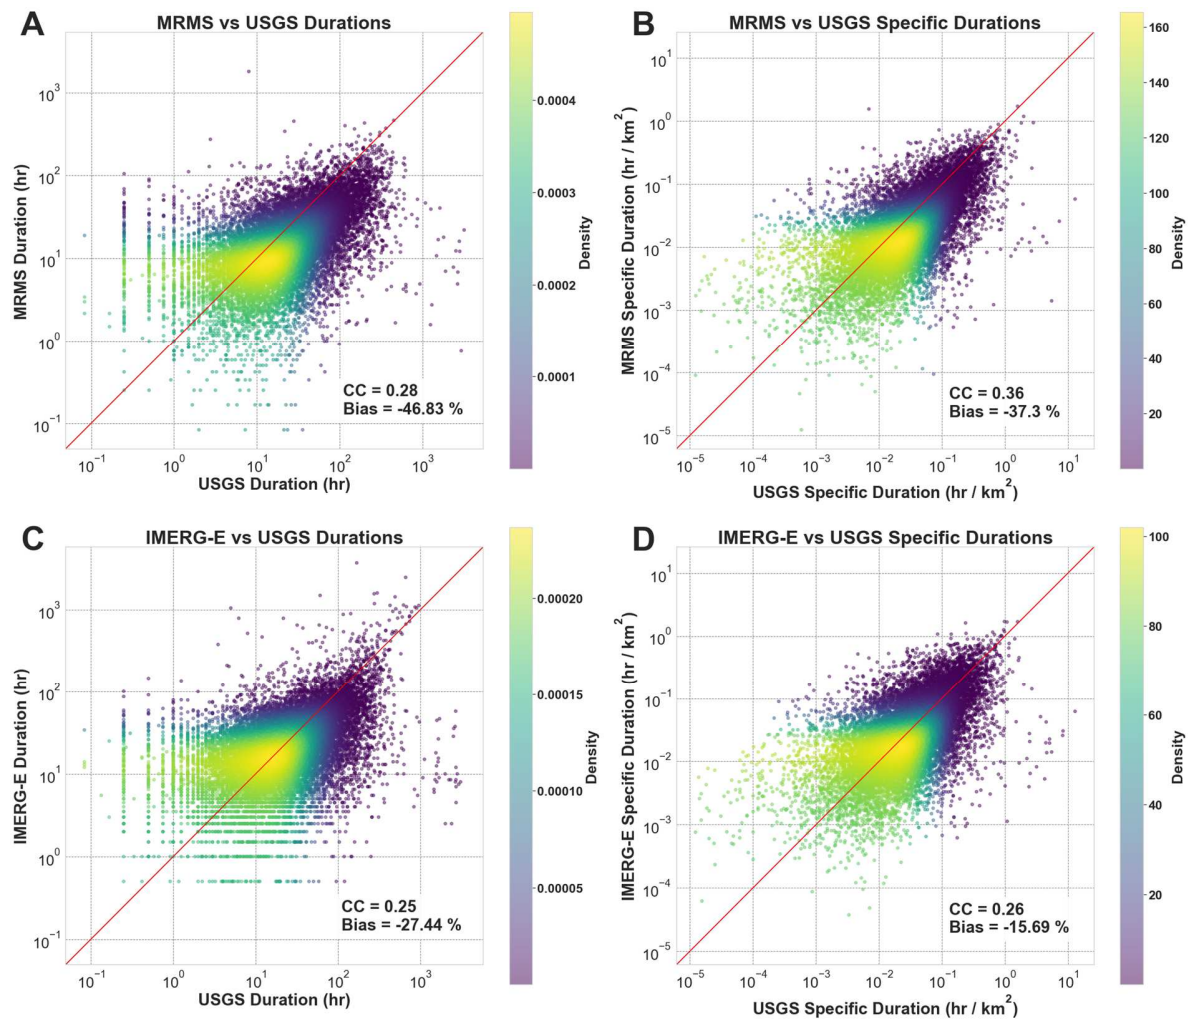 A
MRMS vs USGS Durations
10^3
10^2
10^1
10^0
10^-1
MRMS Duration (hr)
CC = 0.28
Bias = -46.83 %
10^-1 10^0 10^1 10^2 10^3
USGS Duration (hr)
0.0004
0.0003
0.0002
0.0001
Density
B
MRMS vs USGS Specific Durations
10^1
10^0
10^-1
10^-2
10^-3
10^-4
10^-5
MRMS Specific Duration (hr / km^2)
CC = 0.36
Bias = -37.3 %
10^-5 10^-4 10^-3 10^-2 10^-1 10^0 10^1
USGS Specific Duration (hr / km^2)
160
140
120
100
80
60
40
20
Density
C
IMERG-E vs USGS Durations
10^3
10^2
10^1
10^0
10^-1
IMERG-E Duration (hr)
CC = 0.25
Bias = -27.44 %
10^-1 10^0 10^1 10^2 10^3
USGS Duration (hr)
0.00020
0.00015
0.00010
0.00005
Density
D
IMERG-E vs USGS Specific Durations
10^1
10^0
10^-1
10^-2
10^-3
10^-4
10^-5
IMERG-E Specific Duration (hr / km^2)
CC = 0.26
Bias = -15.69 %
10^-5 10^-4 10^-3 10^-2 10^-1 10^0 10^1
USGS Specific Duration (hr / km^2)
100
80
60
40
20
Density